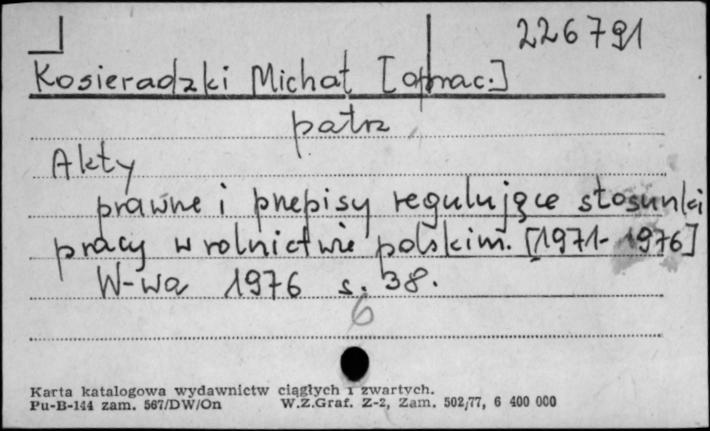 226791
Kosieradzki Michał [oprac.]
patrz
Akty
prawne i przepisy regulujące stosunki
pracy w rolnictwie polskim. [1971-1976]
W-wa 1976 s. 38.
6
Karta katalogowa wydawnictw ciągłych i zwartych.
Pu-B-144 zam. 567/DW/On W.Z.Graf. Z-2, Zam. 502/77, 6 400 000